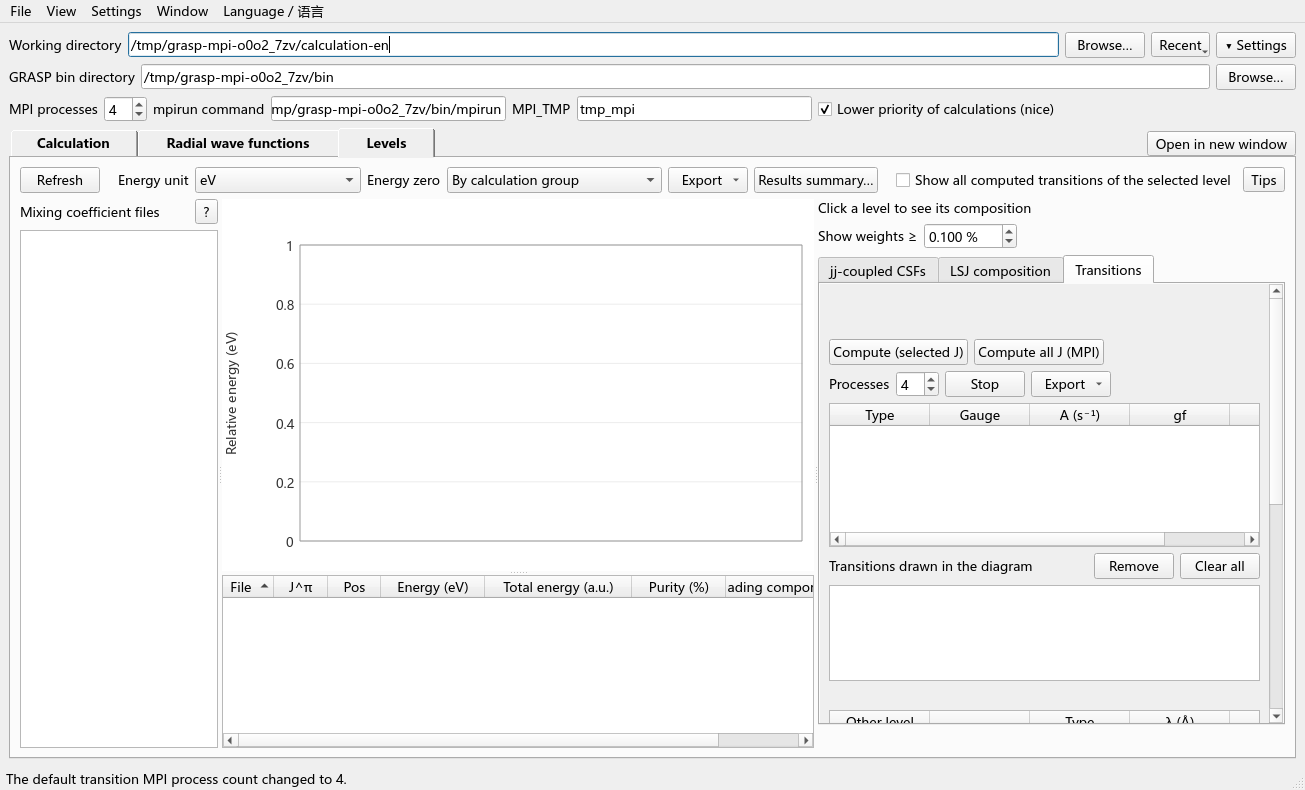 File View Settings Window Language / 语言
Working directory /tmp/grasp-mpi-o0o2_7zv/calculation-en Browse... Recent Settings
GRASP bin directory /tmp/grasp-mpi-o0o2_7zv/bin Browse...
MPI processes 4 mpirun command mp/grasp-mpi-o0o2_7zv/bin/mpirun MPI_TMP tmp_mpi Lower priority of calculations (nice)
Calculation Radial wave functions Levels Open in new window
Refresh Energy unit eV Energy zero By calculation group Export Results summary... Show all computed transitions of the selected level Tips
Mixing coefficient files ?
Click a level to see its composition
Show weights ≥ 0.100 %
jj-coupled CSFs LSJ composition Transitions
1
0.8
0.6
0.4
0.2
0
Relative energy (eV)
Compute (selected J) Compute all J (MPI)
Processes 4 Stop Export
Type Gauge A (s⁻¹) gf
Transitions drawn in the diagram Remove Clear all
File J^π Pos Energy (eV) Total energy (a.u.) Purity (%) ading compor
Other level Type λ (Å)
The default transition MPI process count changed to 4.